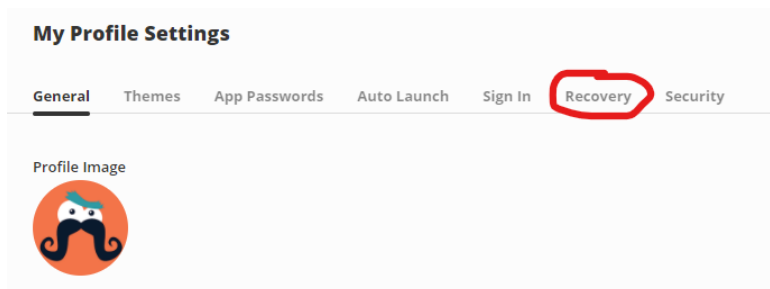 My Profile Settings
General Themes App Passwords Auto Launch Sign In Recovery Security
Profile Image